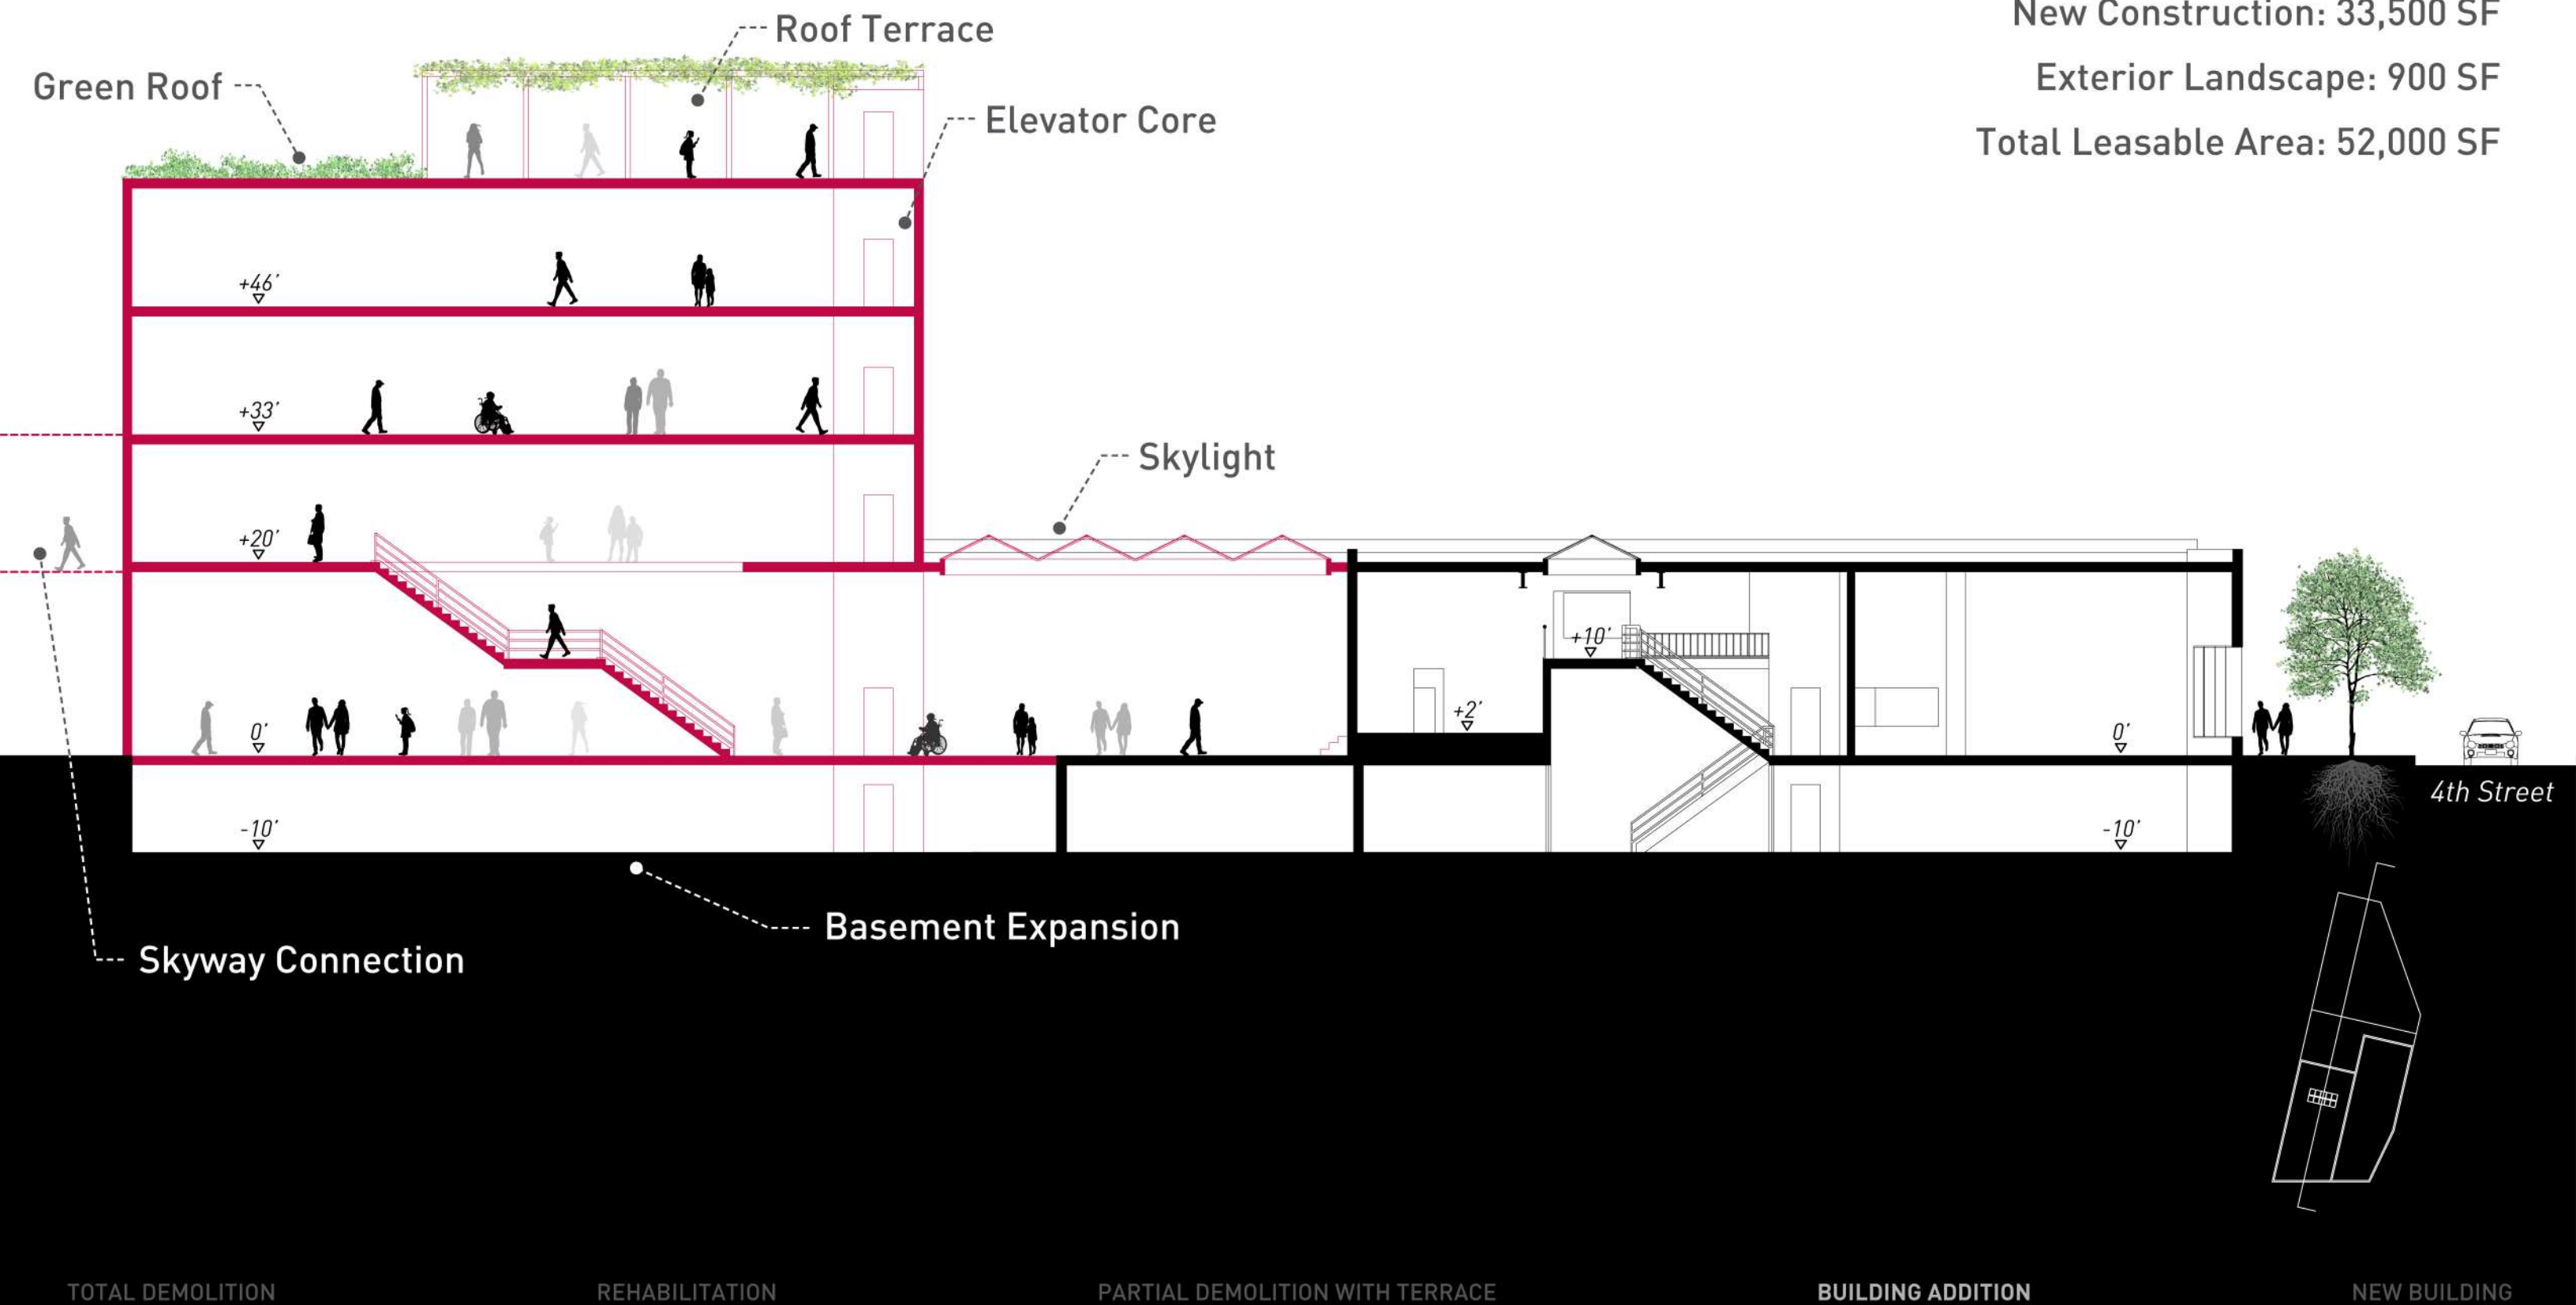 New Construction: 33,500 SF
Roof Terrace
Green Roof
Exterior Landscape: 900 SF
Elevator Core
Total Leasable Area: 52,000 SF
+46'
+33'
Skylight
+20'
+10'
+2'
0'
0'
4th Street
-10'
-10'
Basement Expansion
Skyway Connection
TOTAL DEMOLITION
REHABILITATION
PARTIAL DEMOLITION WITH TERRACE
BUILDING ADDITION
NEW BUILDING